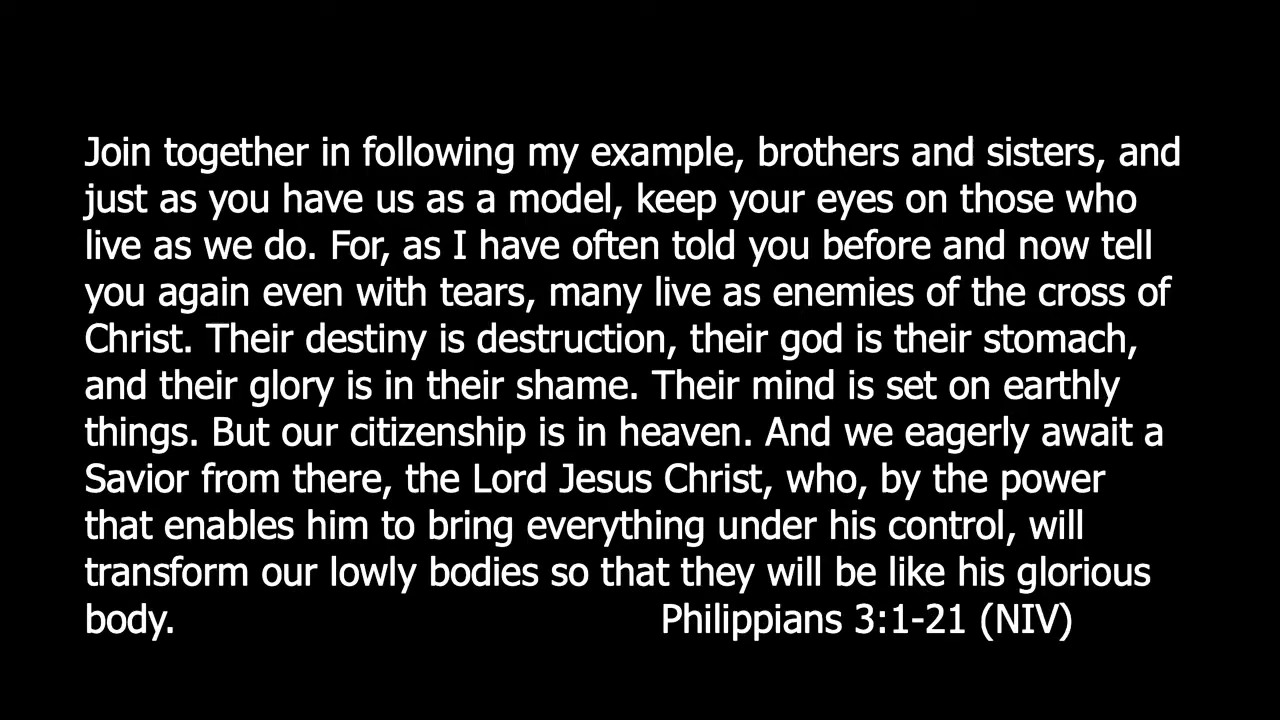 Join together in following my example, brothers and sisters, and
just as you have us as a model, keep your eyes on those who
live as we do. For, as I have often told you before and now tell
you again even with tears, many live as enemies of the cross of
Christ. Their destiny is destruction, their god is their stomach,
and their glory is in their shame. Their mind is set on earthly
things. But our citizenship is in heaven. And we eagerly await a
Savior from there, the Lord Jesus Christ, who, by the power
that enables him to bring everything under his control, will
transform our lowly bodies so that they will be like his glorious
body. Philippians 3:1-21 (NIV)